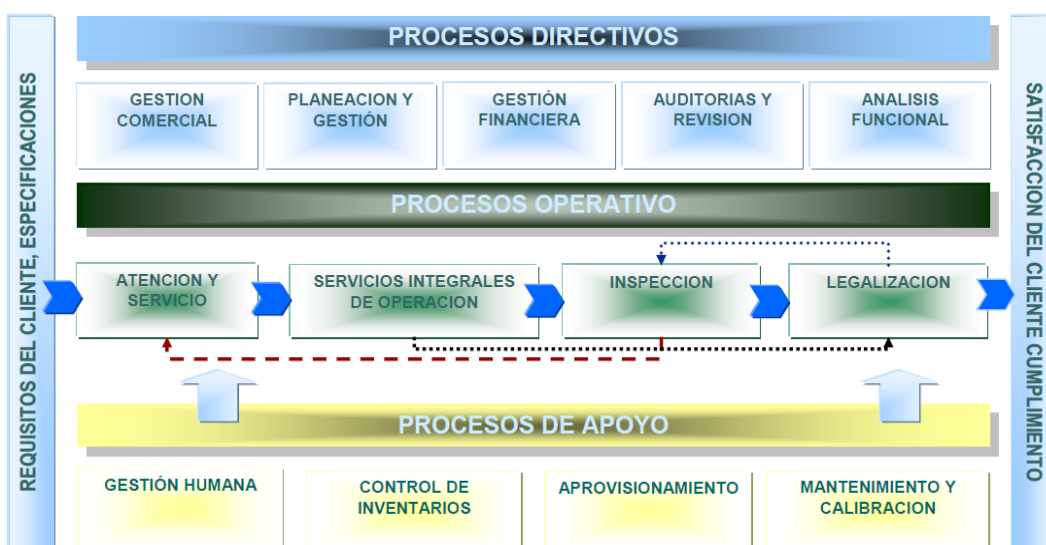 REQUISITOS DEL CLIENTE, ESPECIFICACIONES
PROCESOS DIRECTIVOS
GESTION
COMERCIAL
PLANEACION Y
GESTIÓN
GESTIÓN
FINANCIERA
AUDITORIAS Y
REVISION
ANALISIS
FUNCIONAL
PROCESOS OPERATIVO
ATENCION Y
SERVICIO
SERVICIOS INTEGRALES
DE OPERACION
INSPECCION
LEGALIZACION
PROCESOS DE APOYO
GESTIÓN HUMANA
CONTROL DE
INVENTARIOS
APROVISIONAMIENTO
MANTENIMIENTO Y
CALIBRACION
SATISFACCION DEL CLIENTE CUMPLIMIENTO